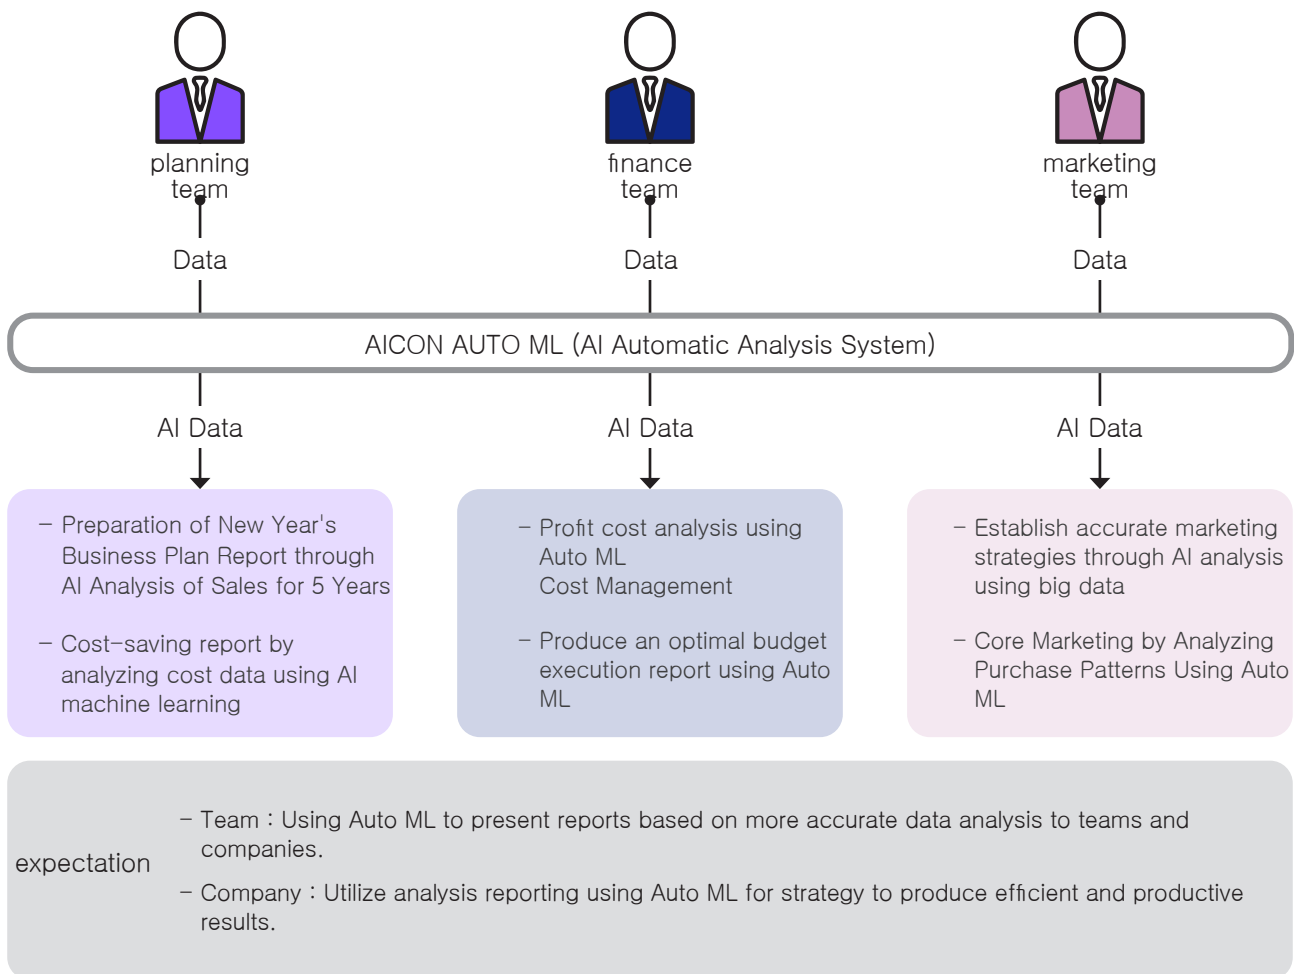 planning
team
finance
team
marketing
team
Data
Data
Data
AICON AUTO ML (AI Automatic Analysis System)
AI Data
AI Data
AI Data
- Preparation of New Year's
Business Plan Report through
AI Analysis of Sales for 5 Years
- Cost-saving report by
analyzing cost data using AI
machine learning
- Profit cost analysis using
Auto ML
Cost Management
- Produce an optimal budget
execution report using Auto
ML
- Establish accurate marketing
strategies through AI analysis
using big data
- Core Marketing by Analyzing
Purchase Patterns Using Auto
ML
expectation
- Team : Using Auto ML to present reports based on more accurate data analysis to teams and
companies.
- Company : Utilize analysis reporting using Auto ML for strategy to produce efficient and productive
results.